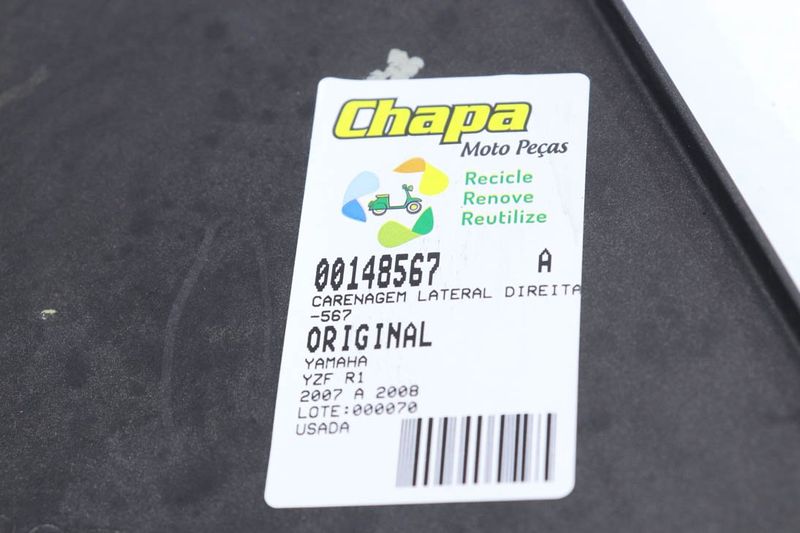 Chapa
Moto Peças
Recicle
Renove
Reutilize
00148567 A
CARENAGEM LATERAL DIREITA
-567
ORIGINAL
YAMAHA
YZF R1
2007 A 2008
LOTE:000070
USADA